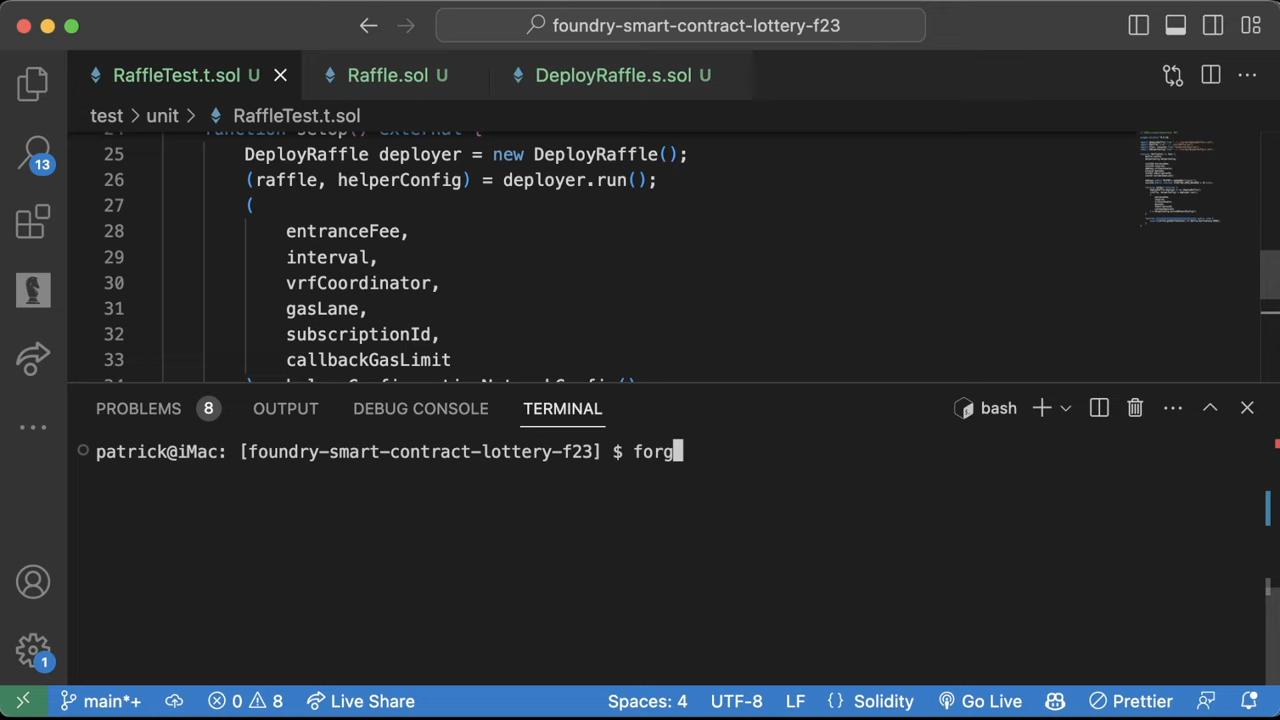 foundry-smart-contract-lottery-f23
RaffleTest.t.sol U
Raffle.sol U
DeployRaffle.s.sol U
test > unit > RaffleTest.t.sol
13
25 DeployRaffle deployer = new DeployRaffle();
26 (raffle, helperConfig) = deployer.run();
27 (
28 entranceFee,
29 interval,
30 vrfCoordinator,
31 gasLane,
32 subscriptionId,
33 callbackGasLimit
PROBLEMS 8 OUTPUT DEBUG CONSOLE TERMINAL bash
patrick@iMac: [foundry-smart-contract-lottery-f23] $ forg
1
main*+ 0 8 Live Share Spaces: 4 UTF-8 LF {} Solidity Go Live Prettier